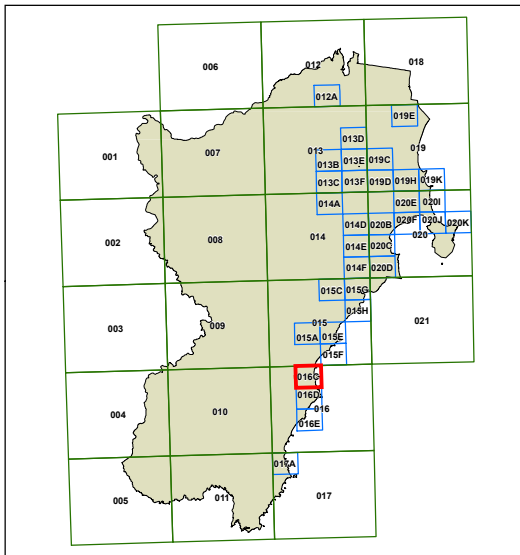 006 012 018
012A
019E
001 007 013 019
013D
013B 013E 019C
013C 013F 019D 019H 019K
014A 020E 020I
014D 020B 020F 020J 020K
002 008 014 020
014E 020C
014F 020D
015C 015G
015H
003 009 015 021
015A 015E
015F
016C
016D
004 010 016
016E
017A
005 011 017